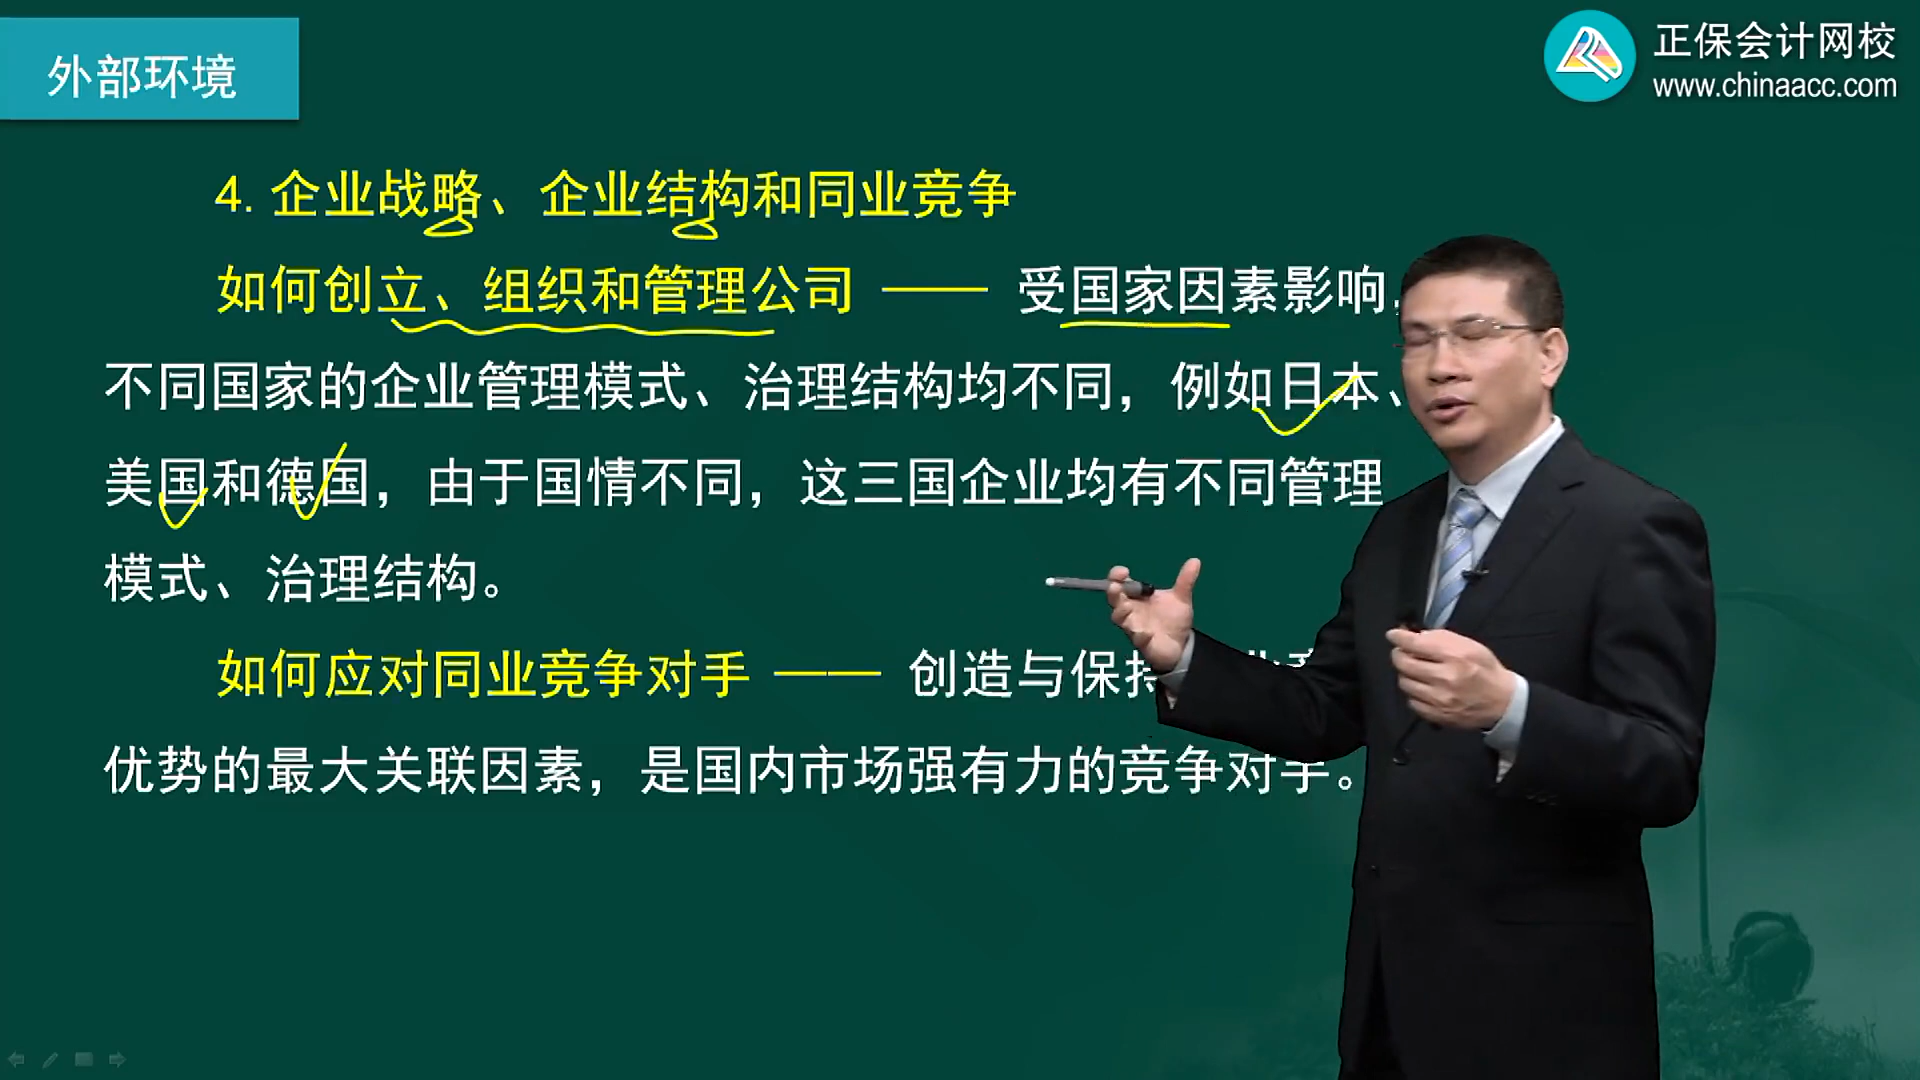 外部环境
正保会计网校
www.chinaacc.com
4. 企业战略、企业结构和同业竞争
如何创立、组织和管理公司 —— 受国家因素影响，
不同国家的企业管理模式、治理结构均不同，例如日本、
美国和德国，由于国情不同，这三国企业均有不同管理
模式、治理结构。
如何应对同业竞争对手 —— 创造与保持
优势的最大关联因素，是国内市场强有力的竞争对手。